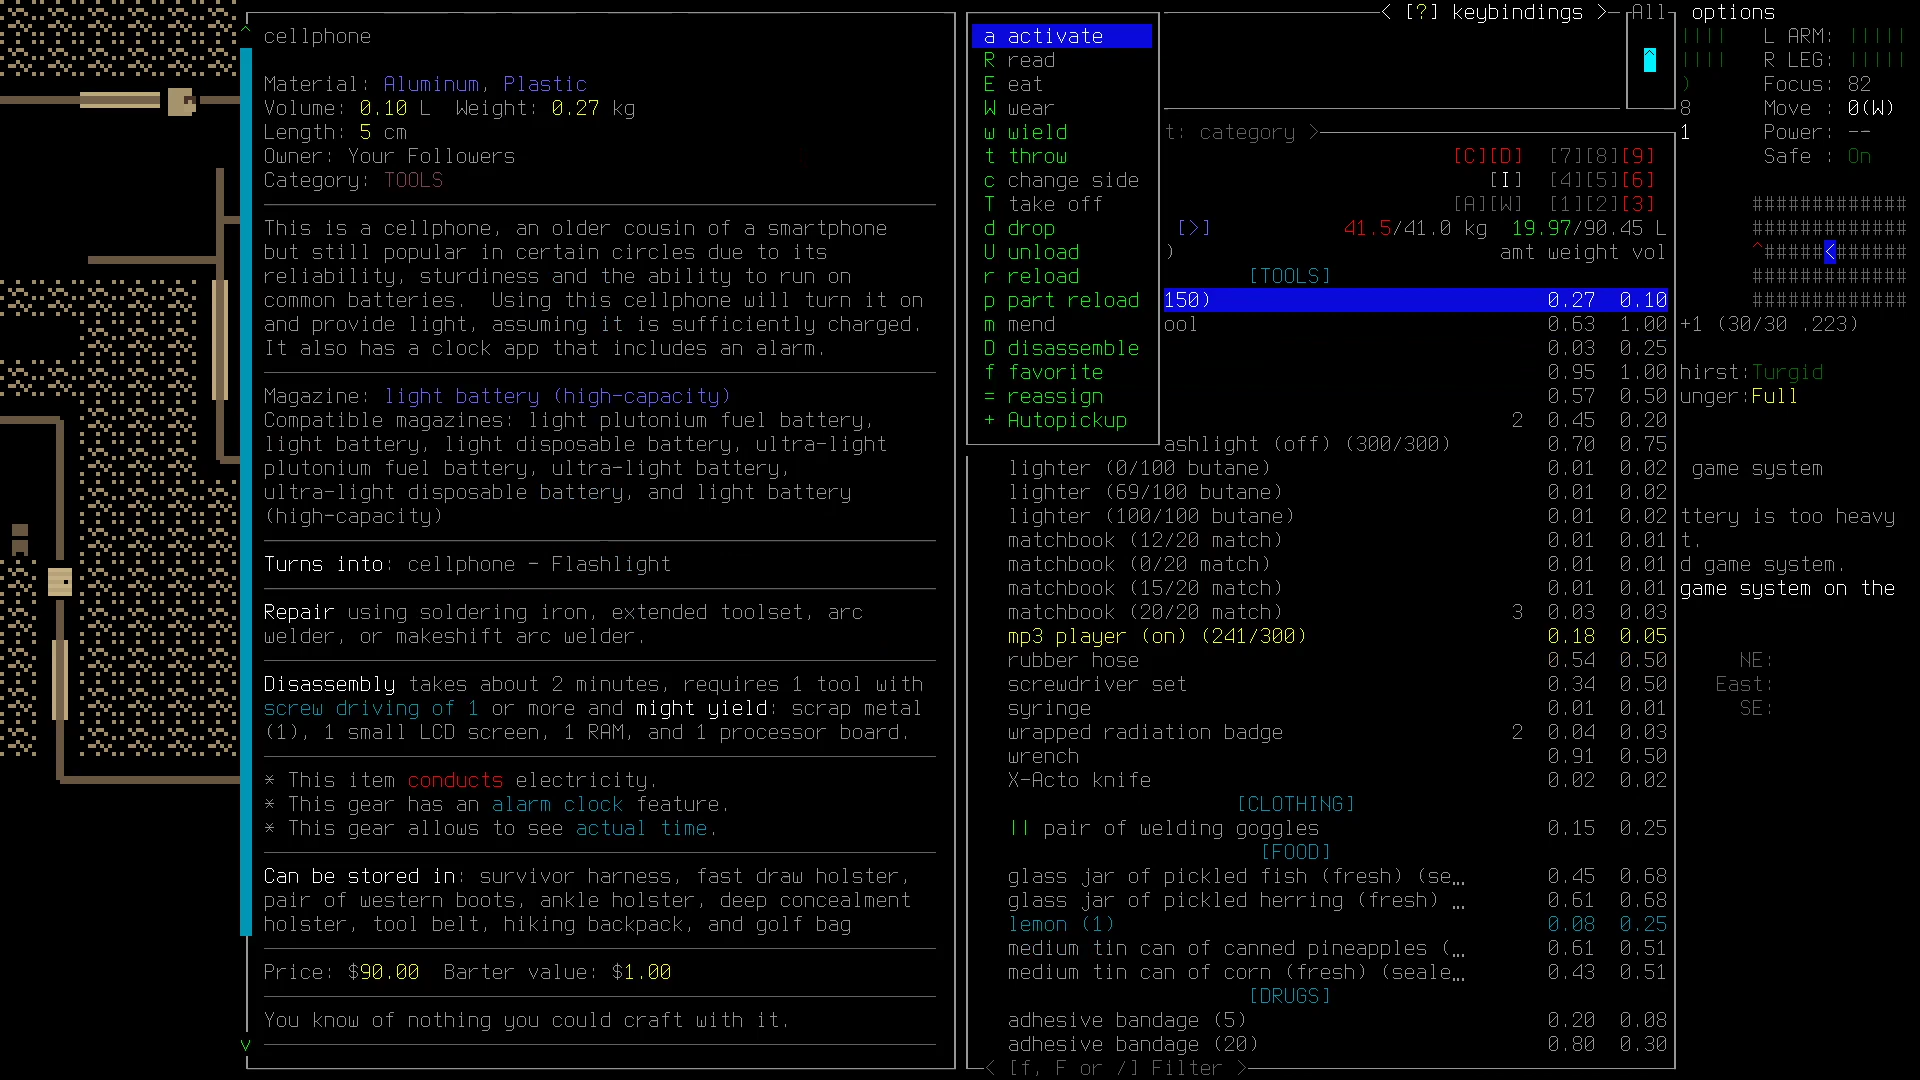 cellphone
Material: Aluminum, Plastic
Volume: 0.10 L  Weight: 0.27 kg
Length: 5 cm
Owner: Your Followers
Category: TOOLS
This is a cellphone, an older cousin of a smartphone
but still popular in certain circles due to its
reliability, sturdiness and the ability to run on
common batteries.  Using this cellphone will turn it on
and provide light, assuming it is sufficiently charged.
It also has a clock app that includes an alarm.
Magazine: light battery (high-capacity)
Compatible magazines: light plutonium fuel battery,
light battery, light disposable battery, ultra-light
plutonium fuel battery, ultra-light battery,
ultra-light disposable battery, and light battery
(high-capacity)
Turns into: cellphone - Flashlight
Repair using soldering iron, extended toolset, arc
welder, or makeshift arc welder.
Disassembly takes about 2 minutes, requires 1 tool with
screw driving of 1 or more and might yield: scrap metal
(1), 1 small LCD screen, 1 RAM, and 1 processor board.
* This item conducts electricity.
* This gear has an alarm clock feature.
* This gear allows to see actual time.
Can be stored in: survivor harness, fast draw holster,
pair of western boots, ankle holster, deep concealment
holster, tool belt, hiking backpack, and golf bag
Price: $90.00  Barter value: $1.00
You know of nothing you could craft with it.
a activate
R read
E eat
W wear
w wield
t throw
c change side
T take off
d drop
U unload
r reload
p part reload
m mend
D disassemble
f favorite
= reassign
+ Autopickup
< [?] keybindings >
All
options
t: category >
[C][D]  [7][8][9]
[I]  [4][5][6]
[A][W]  [1][2][3]
[>]  41.5/41.0 kg  19.97/90.45 L
)  amt weight vol
[TOOLS]
150)  0.27  0.10
ool  0.63  1.00
0.03  0.25
0.95  1.00
0.57  0.50
2  0.45  0.20
ashlight (off) (300/300)  0.70  0.75
lighter (0/100 butane)  0.01  0.02
lighter (69/100 butane)  0.01  0.02
lighter (100/100 butane)  0.01  0.02
matchbook (12/20 match)  0.01  0.01
matchbook (0/20 match)  0.01  0.01
matchbook (15/20 match)  0.01  0.01
matchbook (20/20 match)  3  0.03  0.03
mp3 player (on) (241/300)  0.18  0.05
rubber hose  0.54  0.50
screwdriver set  0.34  0.50
syringe  0.01  0.01
wrapped radiation badge  2  0.04  0.03
wrench  0.91  0.50
X-Acto knife  0.02  0.02
[CLOTHING]
|| pair of welding goggles  0.15  0.25
[FOOD]
glass jar of pickled fish (fresh) (se…  0.45  0.68
glass jar of pickled herring (fresh) …  0.61  0.68
lemon (1)  0.08  0.25
medium tin can of canned pineapples (…  0.61  0.51
medium tin can of corn (fresh) (seale…  0.43  0.51
[DRUGS]
adhesive bandage (5)  0.20  0.08
adhesive bandage (20)  0.80  0.30
< [f, F or /] Filter >
||||  L ARM: |||||
||||  R LEG: |||||
)  Focus: 82
8  Move : 0(W)
1  Power: --
Safe : On
#############
#############
^#####<######
#############
#############
+1 (30/30 .223)
hirst:Turgid
unger:Full
game system
ttery is too heavy
t.
d game system.
game system on the
NE:
East:
SE: